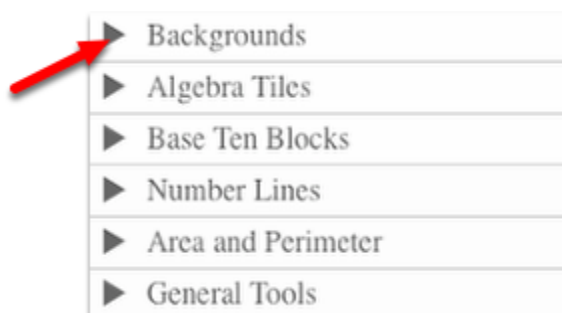 Backgrounds
Algebra Tiles
Base Ten Blocks
Number Lines
Area and Perimeter
General Tools